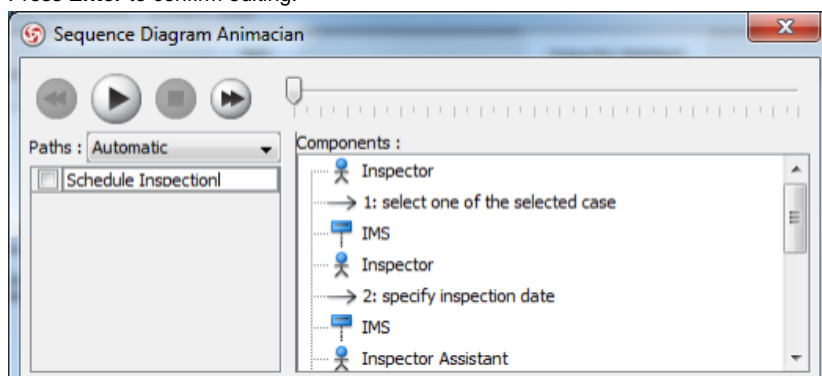 Press Enter to confirm editing.
Sequence Diagram Animacian
Paths : Automatic
Schedule Inspection
Components :
Inspector
1: select one of the selected case
IMS
Inspector
2: specify inspection date
IMS
Inspector Assistant